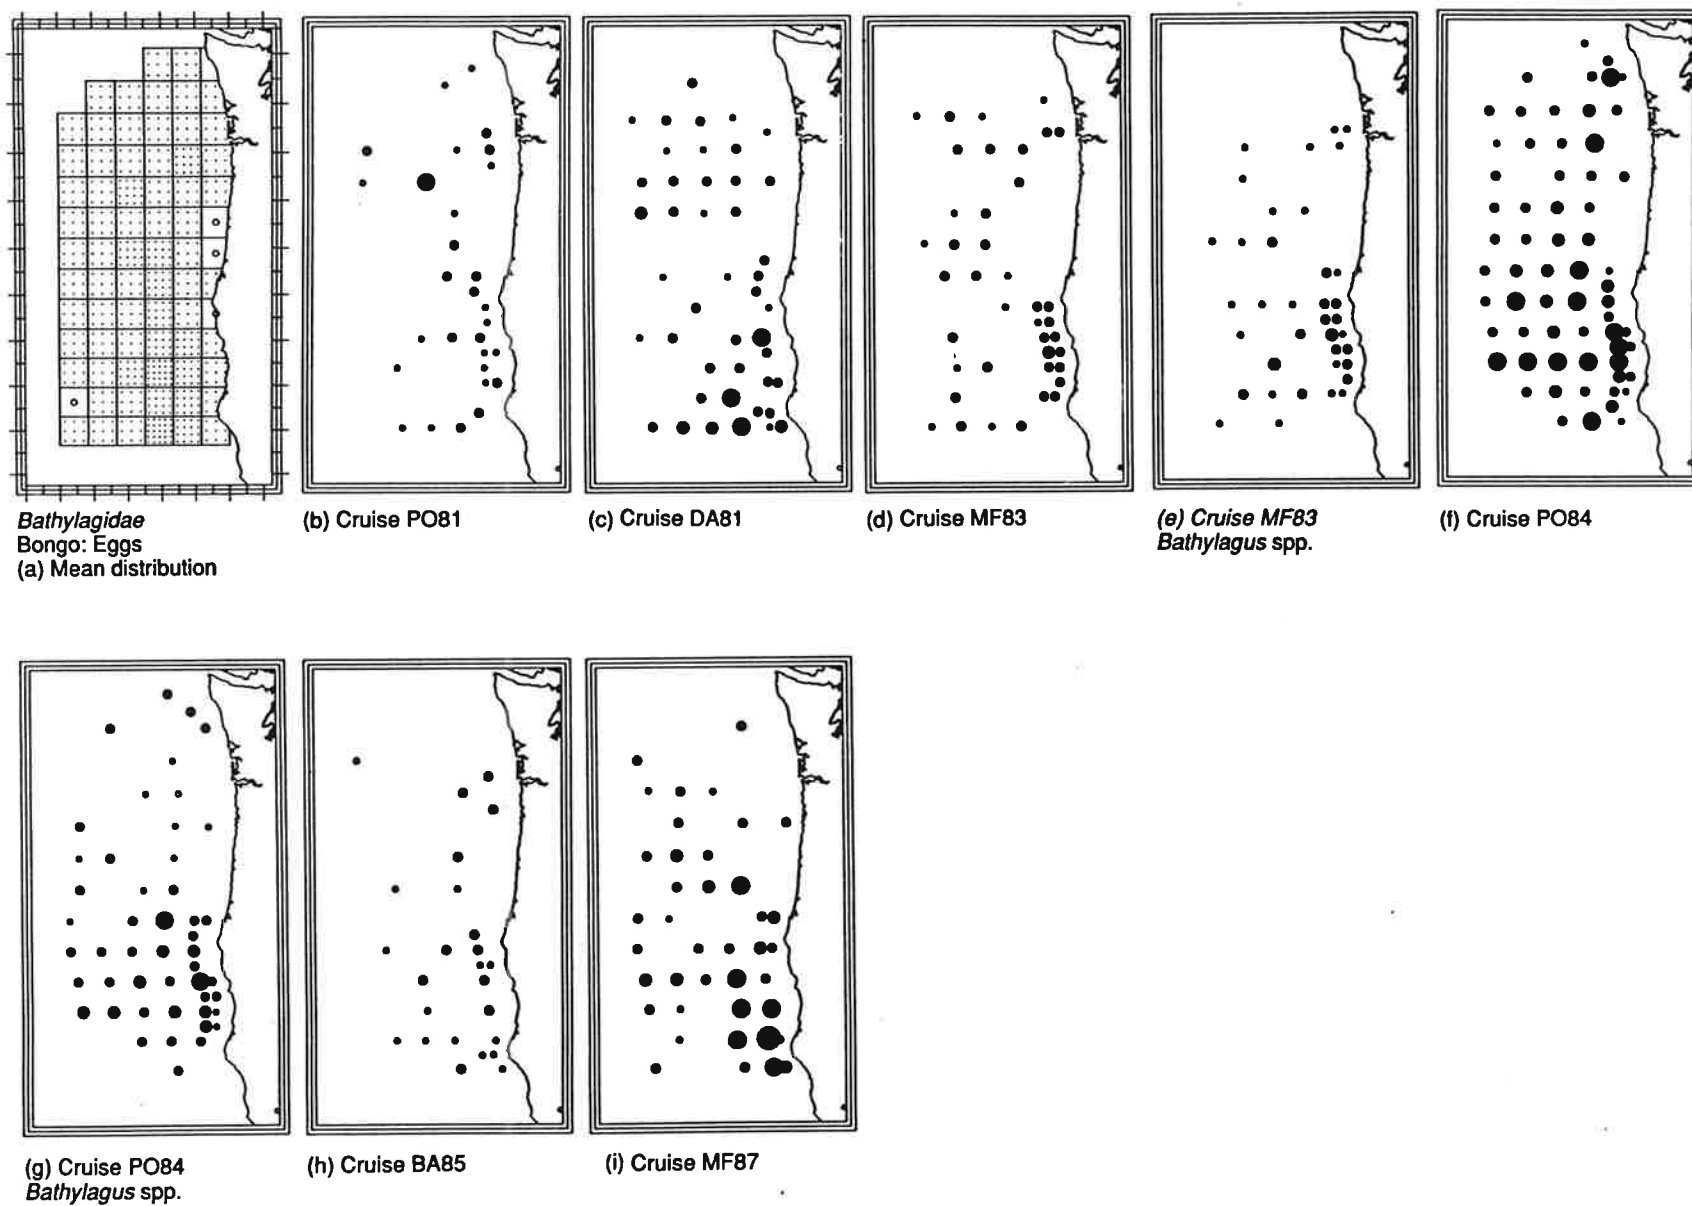 Bathylagidae
Bongo: Eggs
(a) Mean distribution
(b) Cruise PO81
(c) Cruise DA81
(d) Cruise MF83
(e) Cruise MF83
Bathylagus spp.
(f) Cruise PO84
(g) Cruise PO84
Bathylagus spp.
(h) Cruise BA85
(i) Cruise MF87